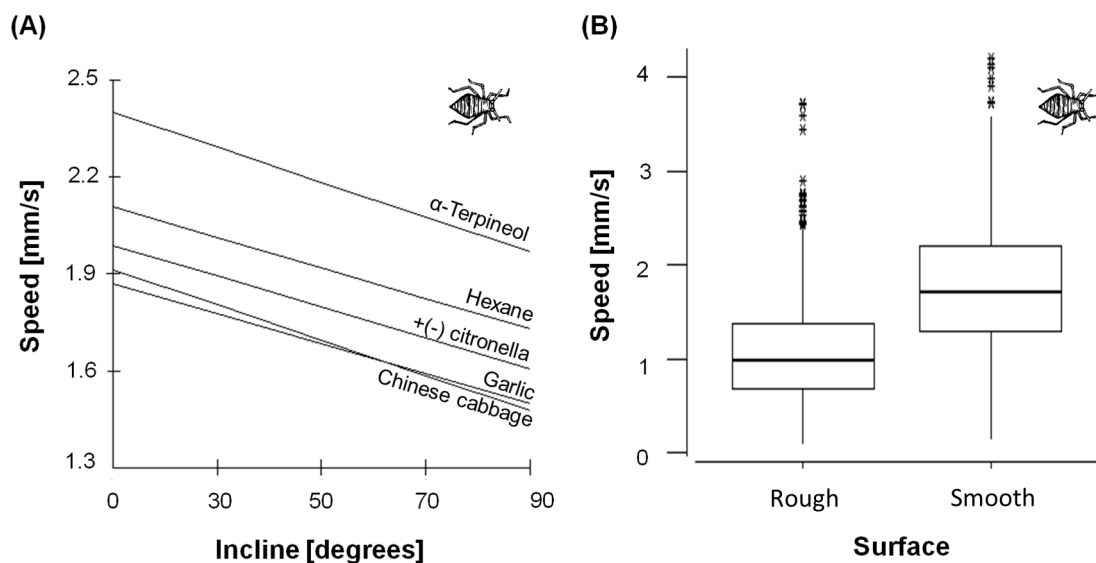 (A)
2.5
2.2
1.9
1.6
1.3
Speed [mm/s]
α-Terpineol
Hexane
+(-) citronella
Garlic
Chinese cabbage
0 30 50 70 90
Incline [degrees]
(B)
4
3
2
1
0
Speed [mm/s]
Rough Smooth
Surface